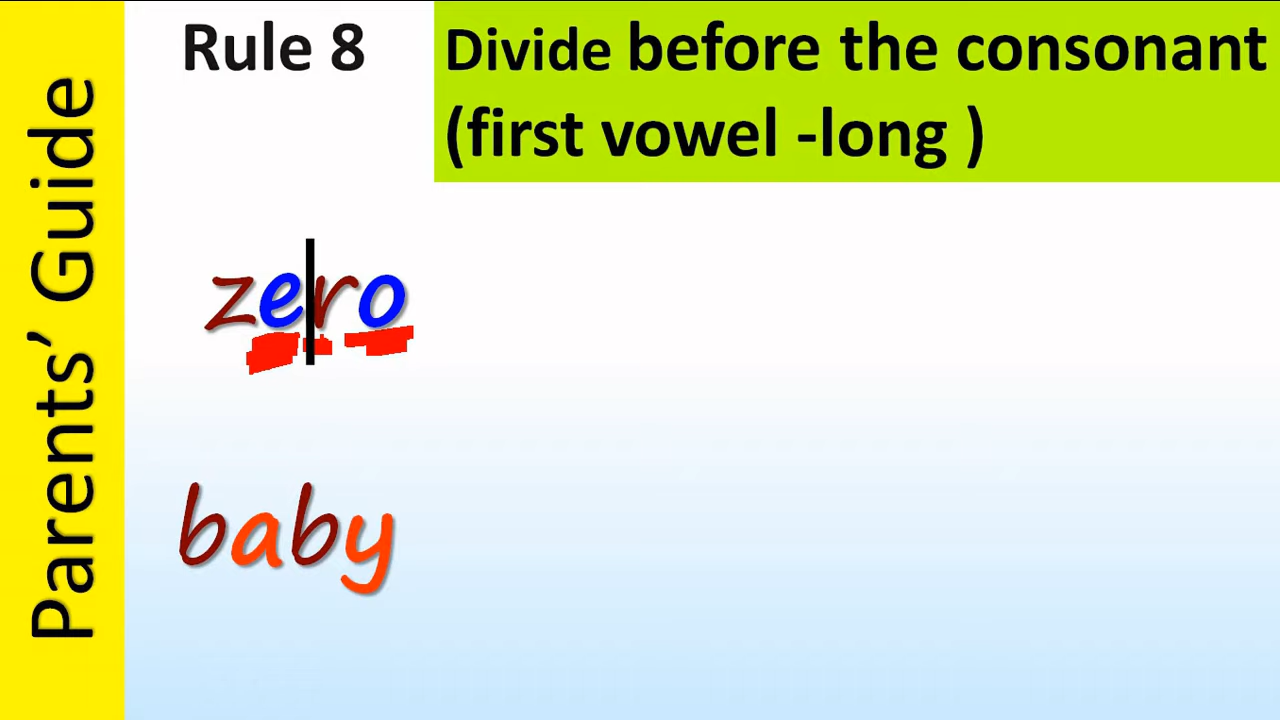 Parents’ Guide
Rule 8
Divide before the consonant
(first vowel -long )
zero
baby